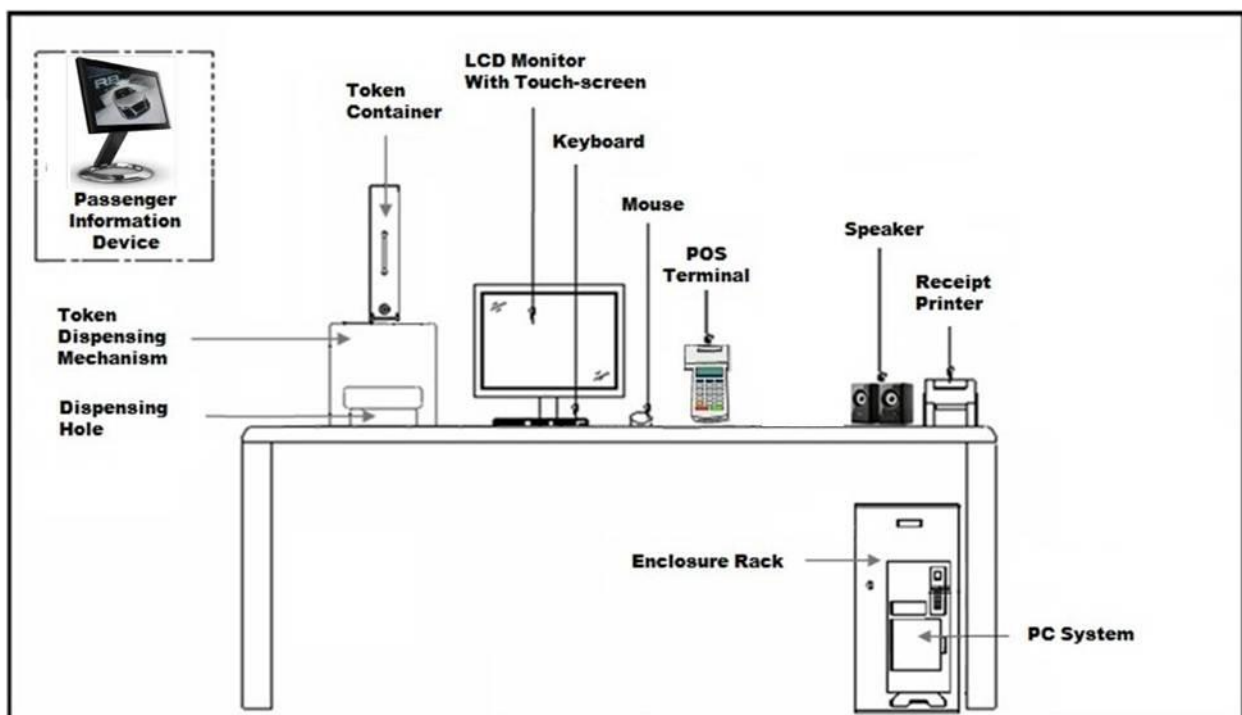 LCD Monitor
With Touch-screen
Token
Container
Keyboard
Passenger
Information
Device
Mouse
Speaker
POS
Terminal
Receipt
Printer
Token
Dispensing
Mechanism
Dispensing
Hole
Enclosure Rack
PC System